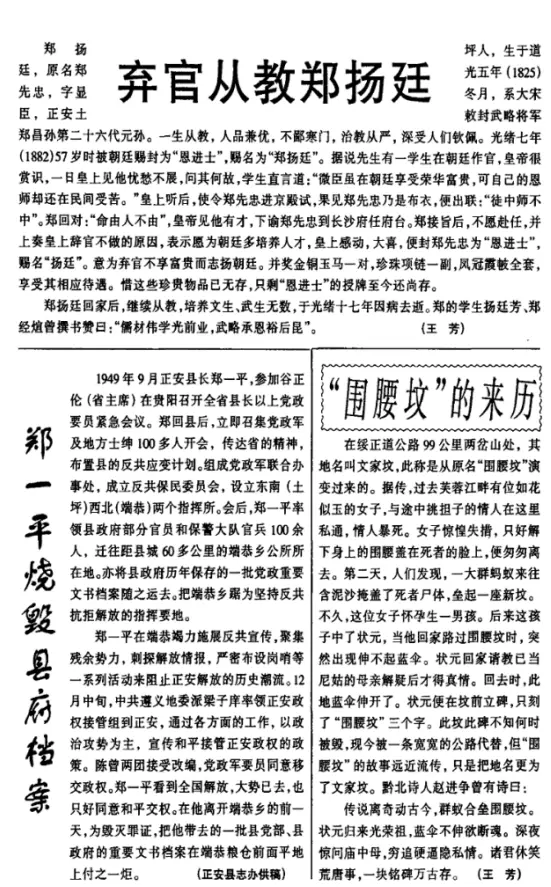 弃官从教郑扬廷
郑扬
廷，原名郑
先忠，字显
臣，正安土
坪人，生于道
光五年（1825）
冬月，系大宋
敕封武略将军
郑昌孙第二十六代元孙。一生从教，人品兼优，不鄙寒门，治教从严，深受人们钦佩。光绪七年
（1882）57岁时被朝廷赐封为“恩进士”，赐名为“郑扬廷”。据说先生有一学生在朝廷作官，皇帝很
赏识，一日皇上见他忧愁不展，问其何故，学生直言道：“微臣虽在朝廷享受荣华富贵，可自己的恩
师却还在民间受苦。”皇上听后，使令郑先忠进京殿试，果见郑先忠乃是布衣，便出联：“徒中师不
中”。郑回对：“命由人不由”，皇帝见他有才，下谕郑先忠到长沙府任府台。郑接旨后，不愿赴任，并
上奏皇上辞官不做的原因，表示愿为朝廷多培养人才，皇上感动，大喜，便封郑先忠为“恩进士”，
赐名“扬廷”。意为弃官不享富贵而志扬朝廷。并奖金铜玉马一对，珍珠项链一副，凤冠霞帔全套，
享受其相应待遇。惜这些珍贵物品已无存，只剩“恩进士”的授牌至今还尚存。
郑扬廷回家后，继续从教，培养文生、武生无数，于光绪十七年因病去逝。郑的学生扬廷芳、郑
经煊曾撰书赞曰：“儒材伟学光前业，武略承恩裕后昆”。（王 芳）
郑一平烧毁县府档案
1949年9月正安县长郑一平，参加谷正
伦（省主席）在贵阳召开全省县长以上党政
要员紧急会议。郑回县后，立即召集党政军
及地方士绅100多人开会，传达省的精神，
布置县的反共应变计划。组成党政军联合办
事处，成立反共保民委员会，设立东南（土
坪）西北（安场）两个指挥所。会后，郑一平率
领县政府部分官员和保警大队官兵100余
人，迁往距县城60多公里的端恭乡公所所
在地。亦将县政府历年保存的一批党政重要
文书档案随之运去。把端恭乡踞为坚持反共
抗拒解放的指挥要地。
郑一平在端恭竭力施展反共宣传，聚集
残余势力，刺探解放情报，严密布设岗哨等
一系列活动来阻止正安解放的历史潮流。12
月中旬，中共遵义地委派梁子庠率领正安政
权接管组到正安，通过各方面的工作，以政
治攻势为主，宣传和平接管正安政权的政
策。陈曾两团接受改编，党政军要员同意移
交政权。郑一平看到全国解放，大势已去，也
只好同意和平交权。在他离开端恭乡的前一
天，为毁灭罪证，把他带去的一批县党部、县
政府的重要文书档案在端恭粮仓前面平地
上付之一炬。（正安县志办供稿）
“围腰坟”的来历
在绥正道公路99公里两岔山处，其
地名叫文家坟，此称是从原名“围腰坟”演
变过来的。据传，过去芙蓉江畔有位如花
似玉的女子，与途中挑担子的情人在这里
私通，情人暴死。女子惊惶失措，只好解
下身上的围腰盖在死者的脸上，便匆匆离
去。第二天，人们发现，一大群蚂蚁来往
含泥沙掩盖了死者尸体，垒起一座新坟。
不久，这位女子怀孕生一男孩。后来这孩
子中了状元，当他回家路过围腰坟时，突
然出现伸不起蓝伞。状元回家请教已当
尼姑的母亲解疑后才得真情。回去时，此
地蓝伞伸开了。状元便在坟前立碑，只刻
了“围腰坟”三个字。此坟此碑不知何时
被毁，现今被一条宽宽的公路代替，但“围
腰坟”的故事远近流传，只是把地名更为
了文家坟。黔北诗人赵进争曾有诗曰：
传说离奇动古今，群蚁合垒围腰坟。
状元归来光荣祖，蓝伞不伸欲断魂。深夜
惊问庙中母，穷追硬逼隐私情。诸君休笑
荒唐事，一块铭碑万古存。（王 芳）